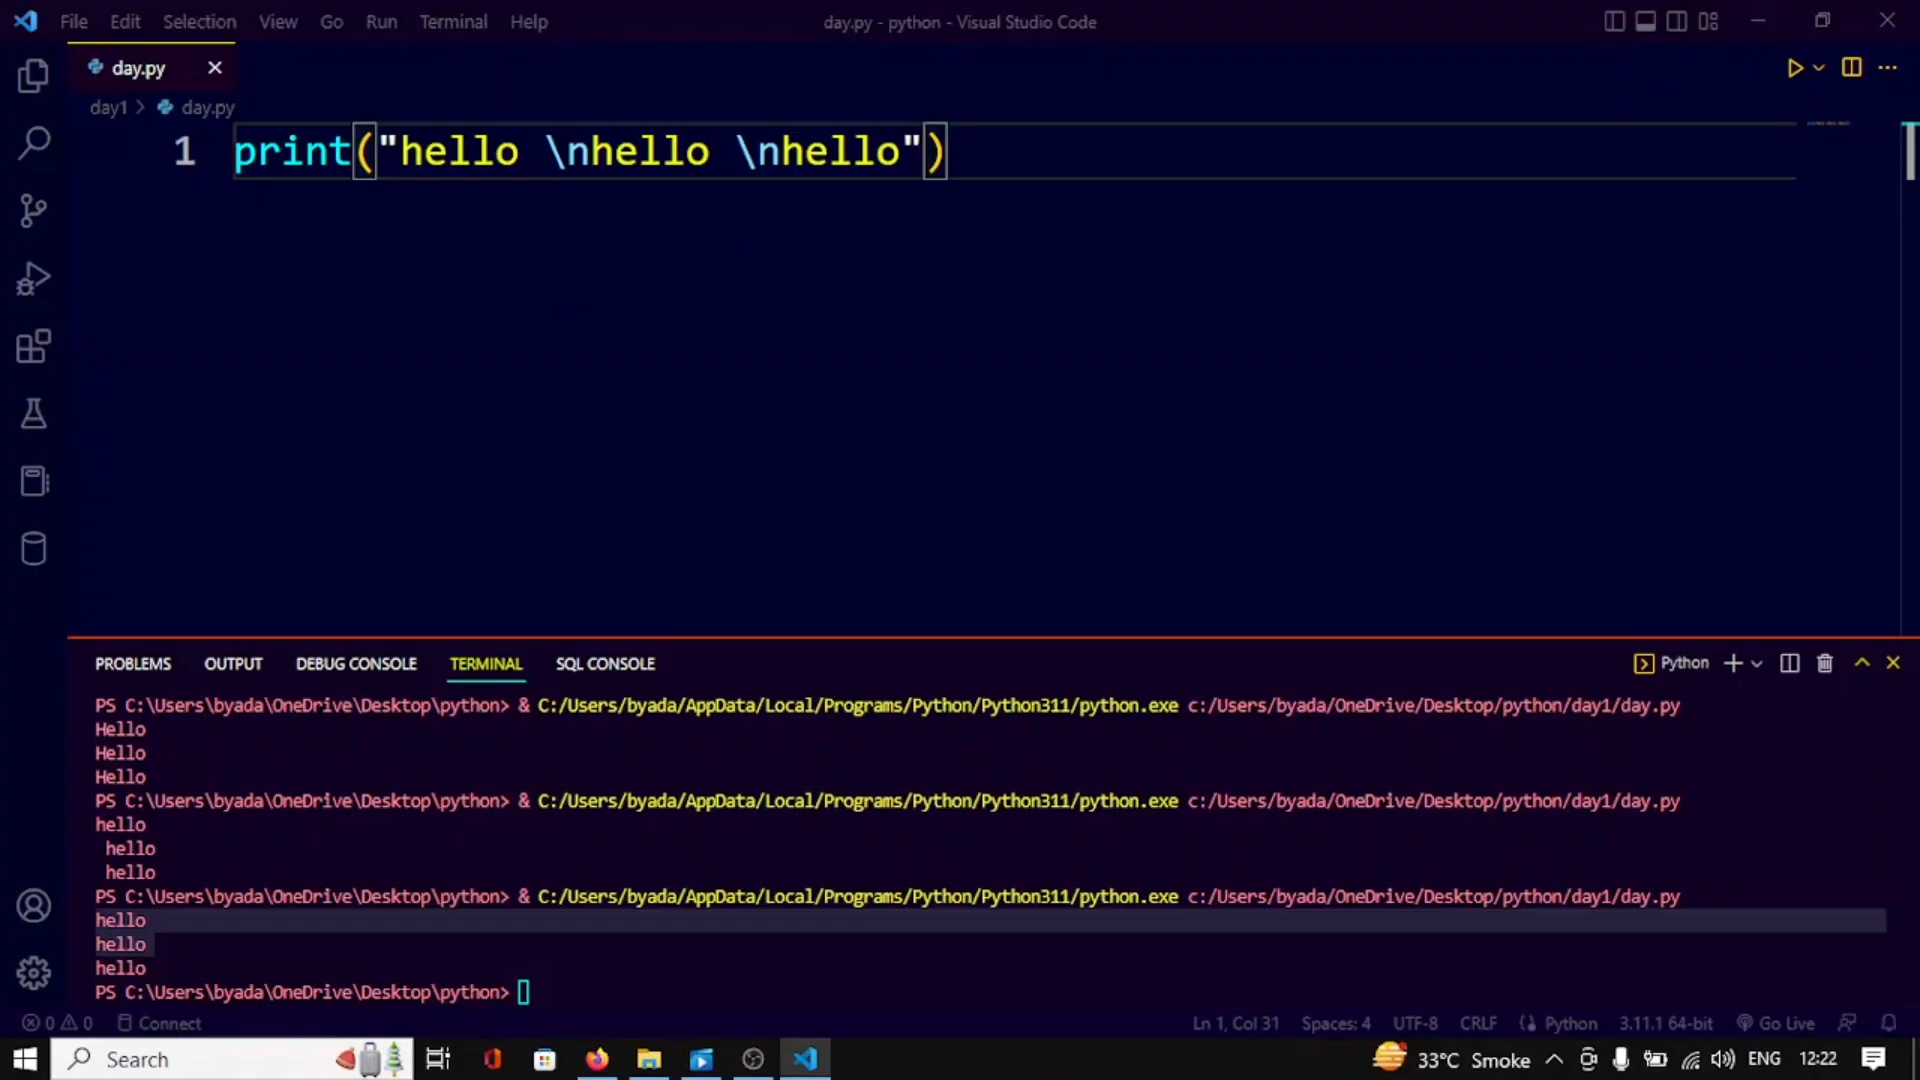 File Edit Selection View Go Run Terminal Help day.py - python - Visual Studio Code
day.py
day1 > day.py
1 print("hello \nhello \nhello")
PROBLEMS OUTPUT DEBUG CONSOLE TERMINAL SQL CONSOLE Python
PS C:\Users\byada\OneDrive\Desktop\python> & C:/Users/byada/AppData/Local/Programs/Python/Python311/python.exe c:/Users/byada/OneDrive/Desktop/python/day1/day.py
Hello
Hello
Hello
PS C:\Users\byada\OneDrive\Desktop\python> & C:/Users/byada/AppData/Local/Programs/Python/Python311/python.exe c:/Users/byada/OneDrive/Desktop/python/day1/day.py
hello
 hello
 hello
PS C:\Users\byada\OneDrive\Desktop\python> & C:/Users/byada/AppData/Local/Programs/Python/Python311/python.exe c:/Users/byada/OneDrive/Desktop/python/day1/day.py
hello
hello
hello
PS C:\Users\byada\OneDrive\Desktop\python>
0 0 Connect Ln 1, Col 31 Spaces: 4 UTF-8 CRLF Python 3.11.1 64-bit Go Live
Search 33°C Smoke ENG 12:22